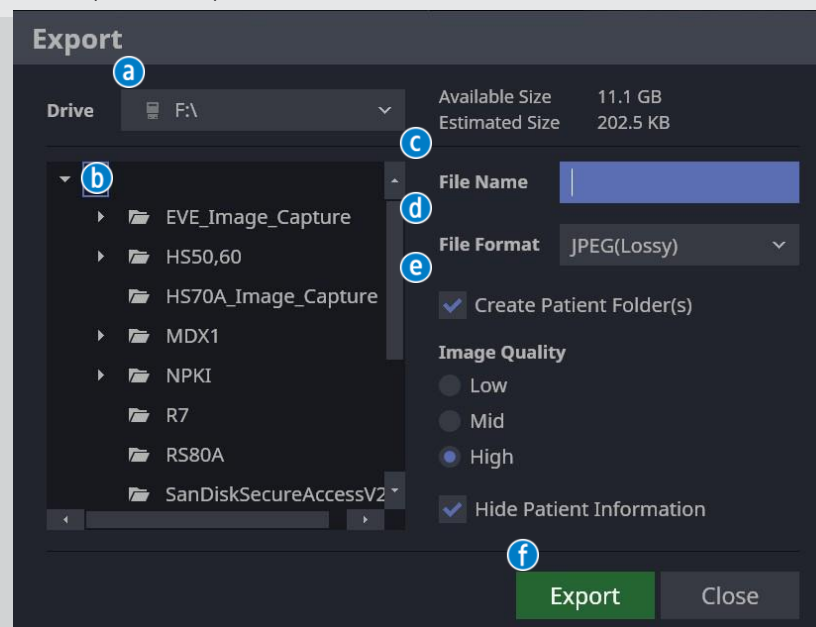 Export
a
Drive F:\
Available Size 11.1 GB
Estimated Size 202.5 KB
b
EVE_Image_Capture
HS50,60
HS70A_Image_Capture
MDX1
NPKI
R7
RS80A
SanDiskSecureAccessV2
c
File Name
d
File Format JPEG(Lossy)
e
Create Patient Folder(s)
Image Quality
Low
Mid
High
Hide Patient Information
f
Export Close